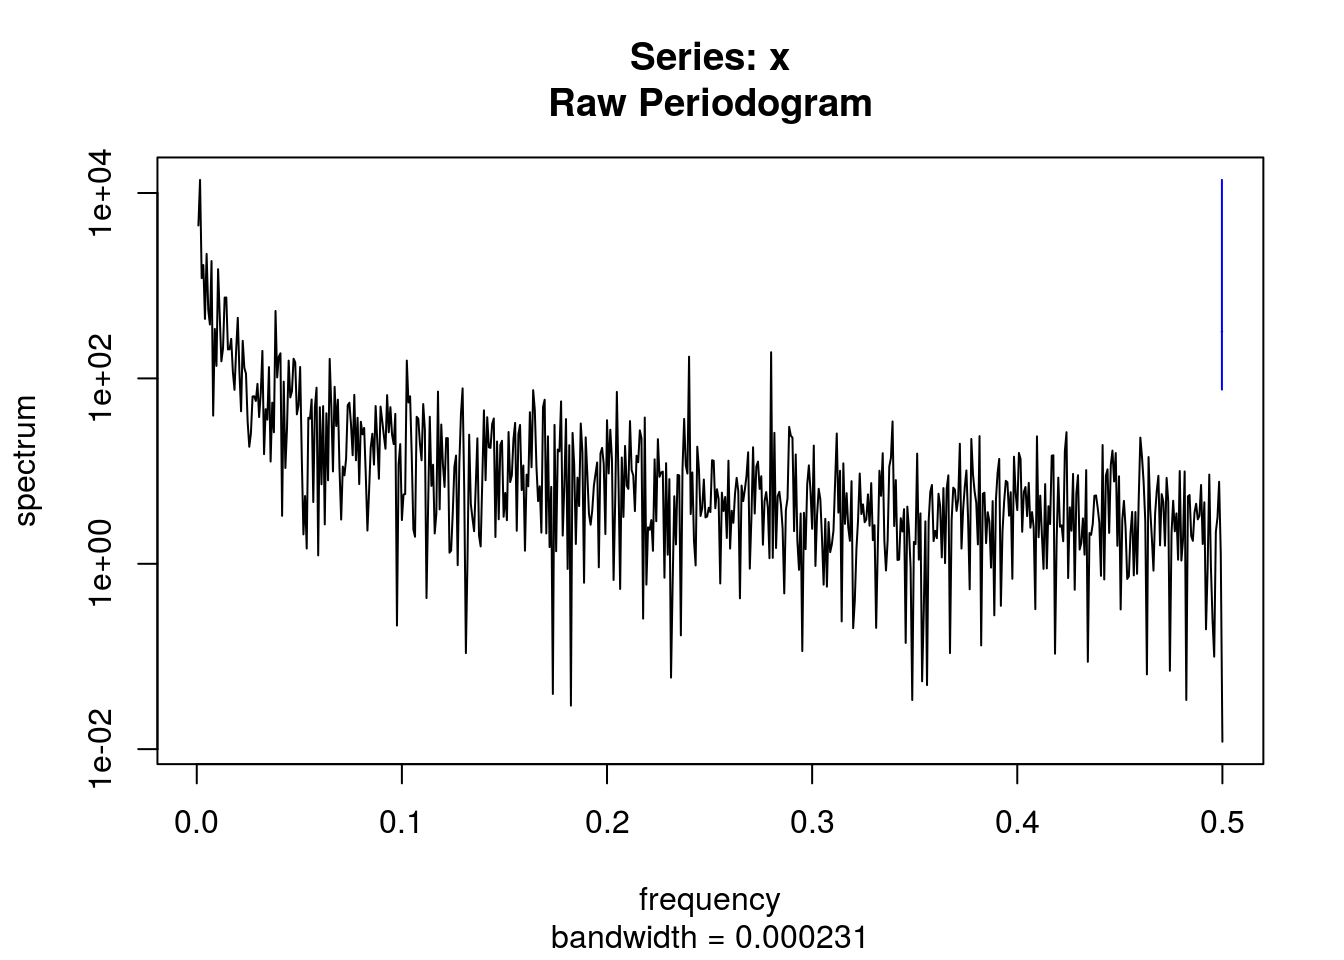 Series: x
Raw Periodogram
spectrum
1e+04
1e+02
1e+00
1e-02
0.0 0.1 0.2 0.3 0.4 0.5
frequency
bandwidth = 0.000231